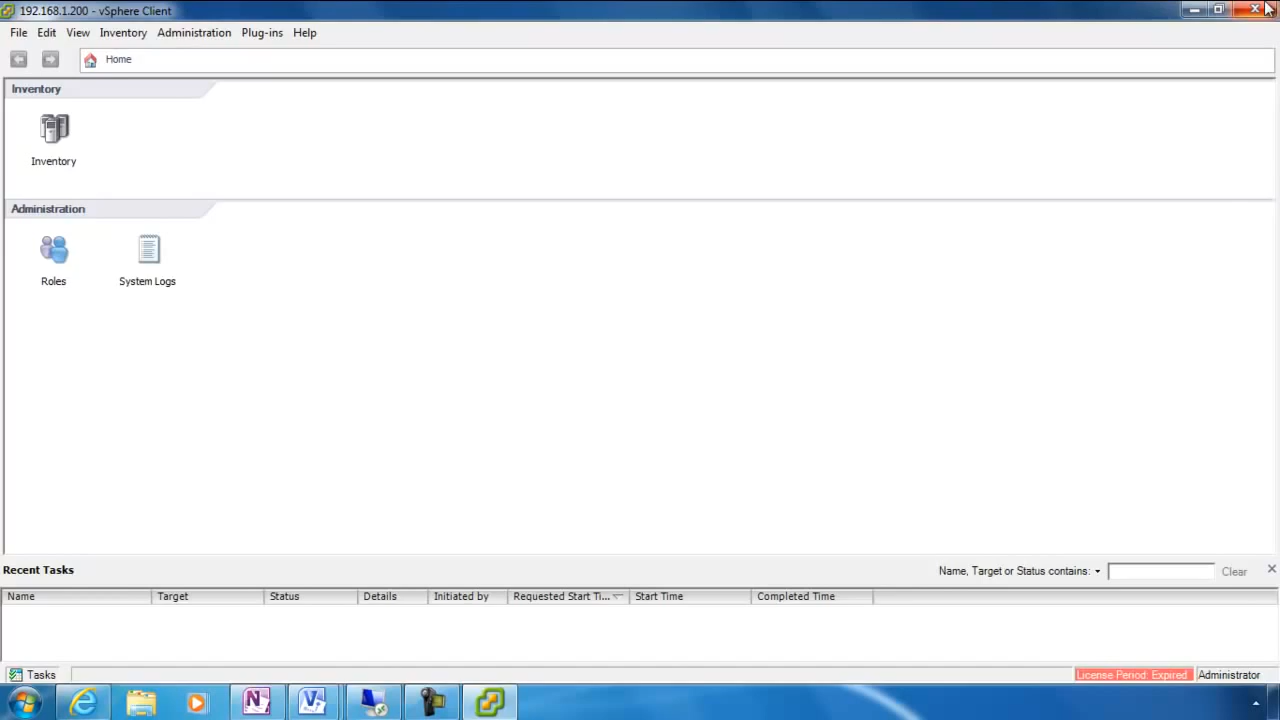 192.168.1.200 - vSphere Client
File Edit View Inventory Administration Plug-ins Help
Home
Inventory
Inventory
Administration
Roles System Logs
Recent Tasks Name, Target or Status contains: Clear
Name Target Status Details Initiated by Requested Start Ti... Start Time Completed Time
Tasks License Period: Expired Administrator